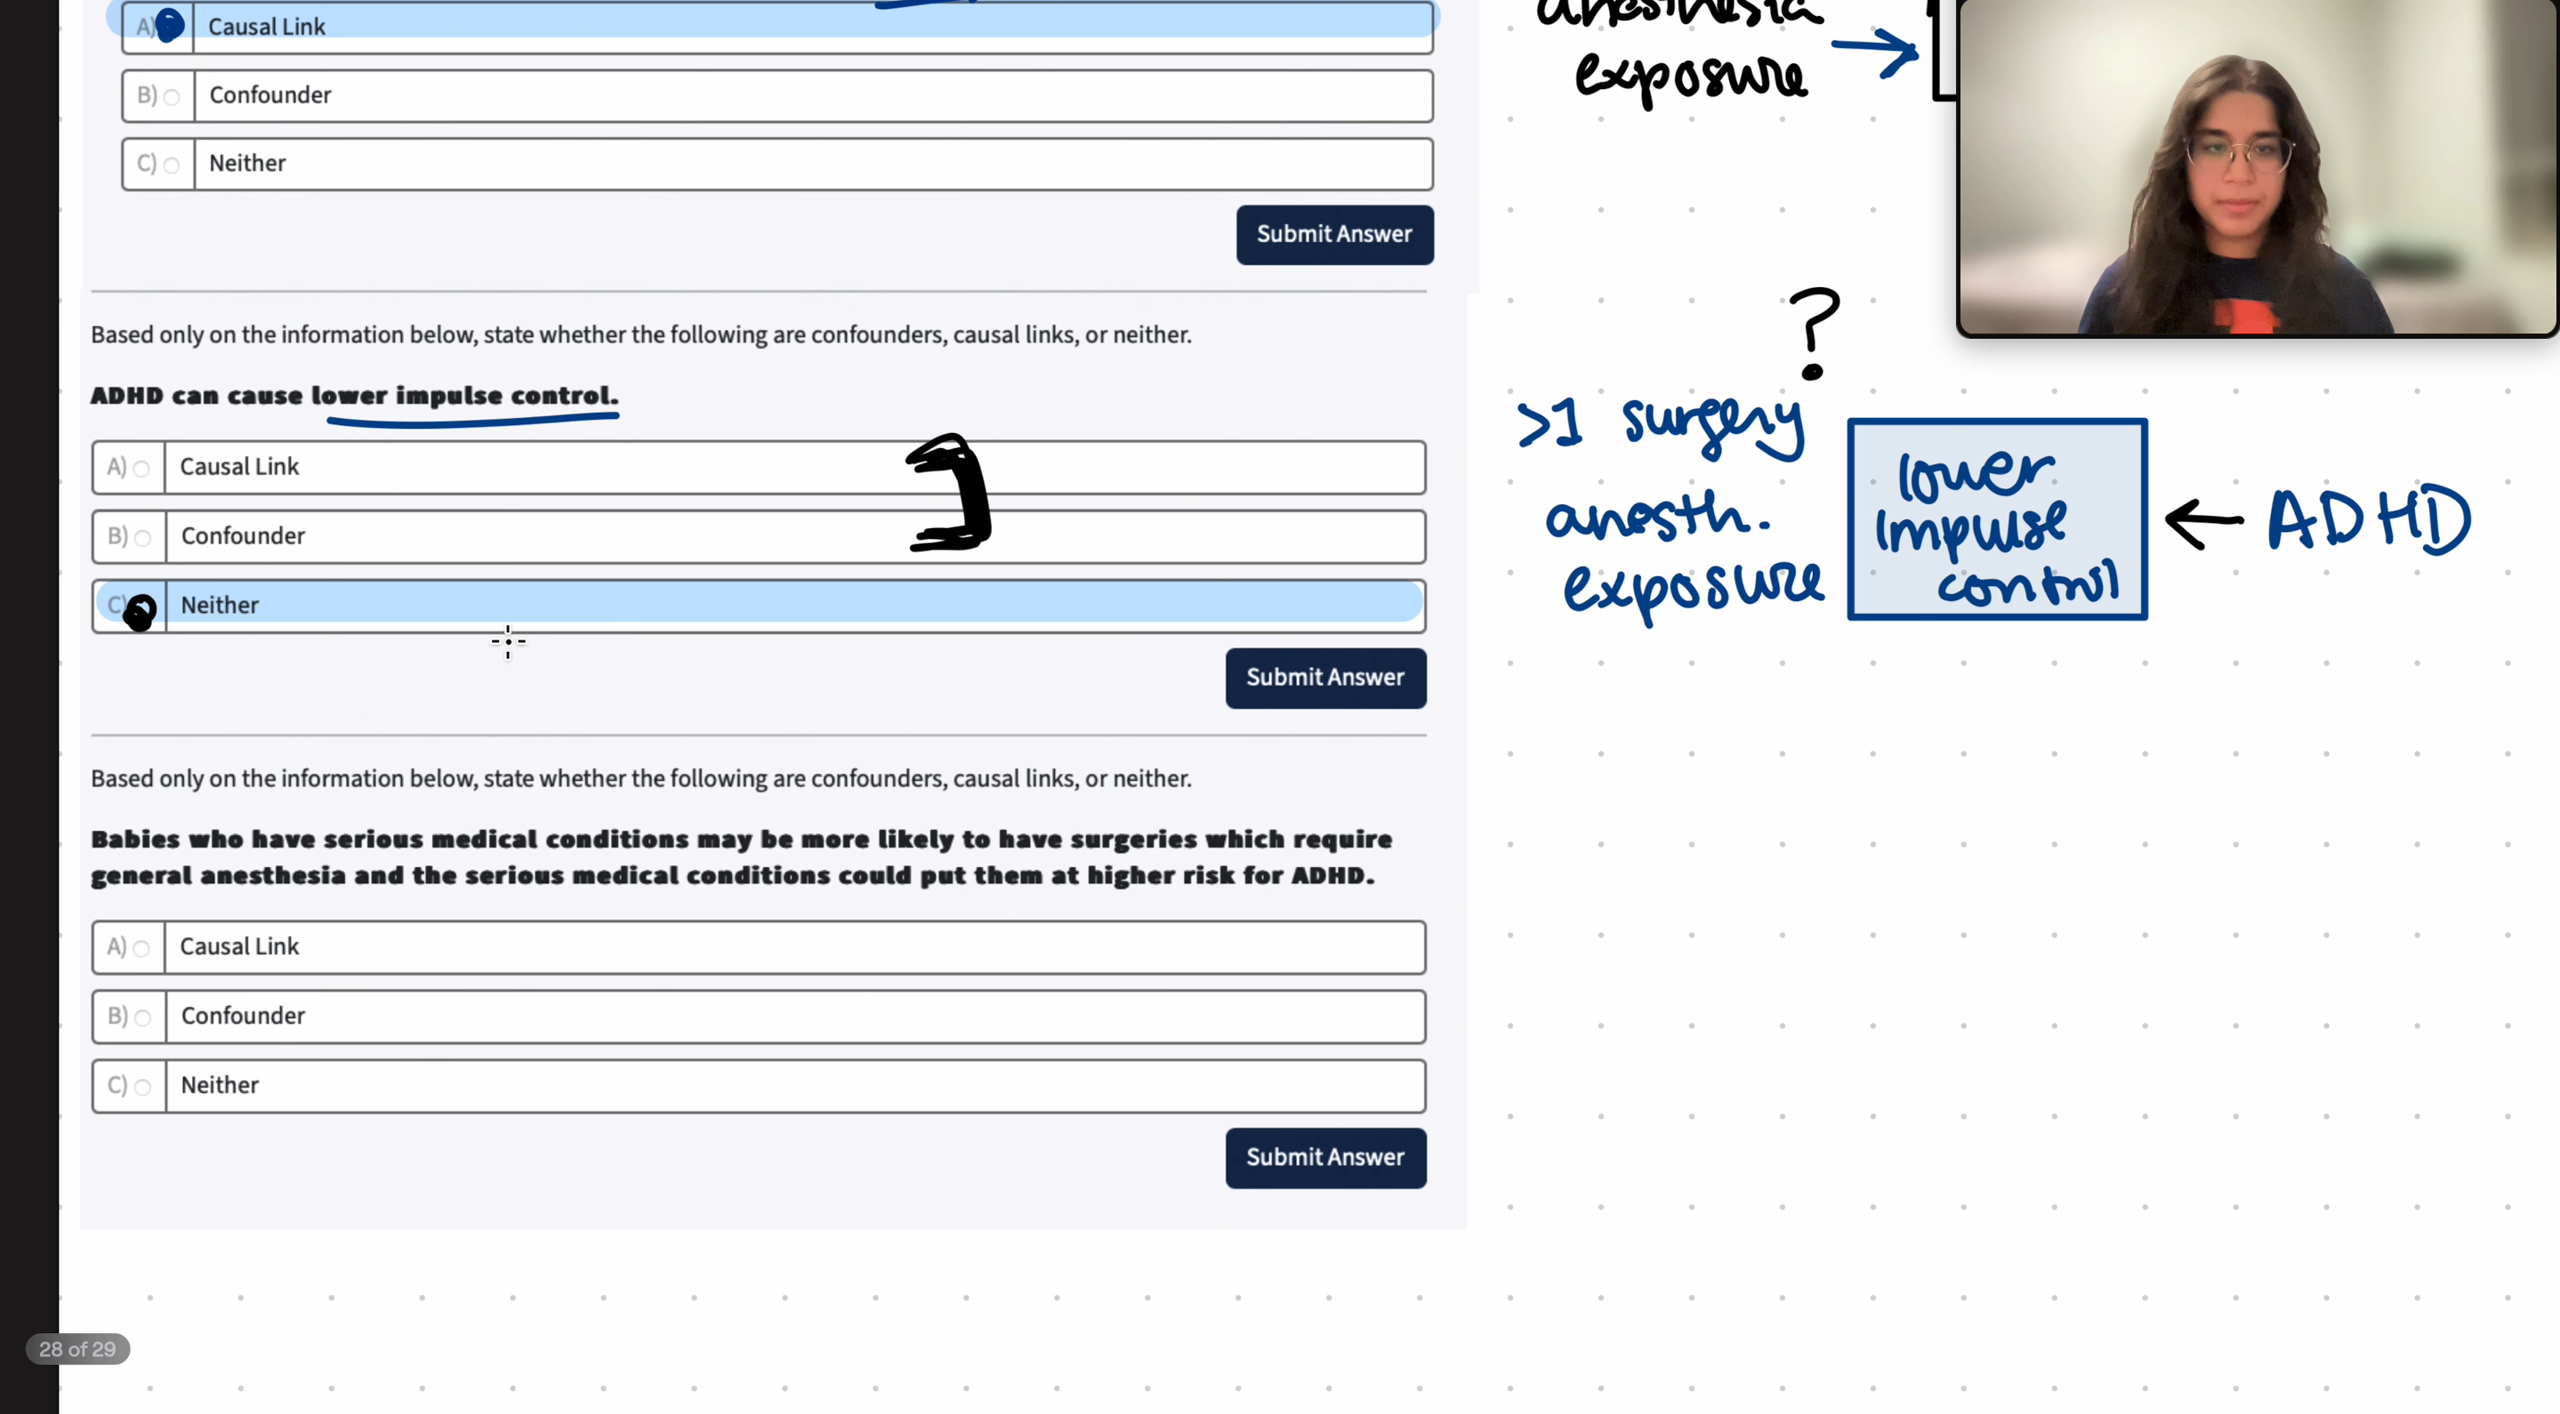 A) Causal Link
B) Confounder
C) Neither
Submit Answer
anesthesia
exposure
Based only on the information below, state whether the following are confounders, causal links, or neither.
ADHD can cause lower impulse control.
A) Causal Link
B) Confounder
C) Neither
Submit Answer
?
>1 surgery
anesth.
exposure
lower
impulse
control
← ADHD
Based only on the information below, state whether the following are confounders, causal links, or neither.
Babies who have serious medical conditions may be more likely to have surgeries which require
general anesthesia and the serious medical conditions could put them at higher risk for ADHD.
A) Causal Link
B) Confounder
C) Neither
Submit Answer
28 of 29